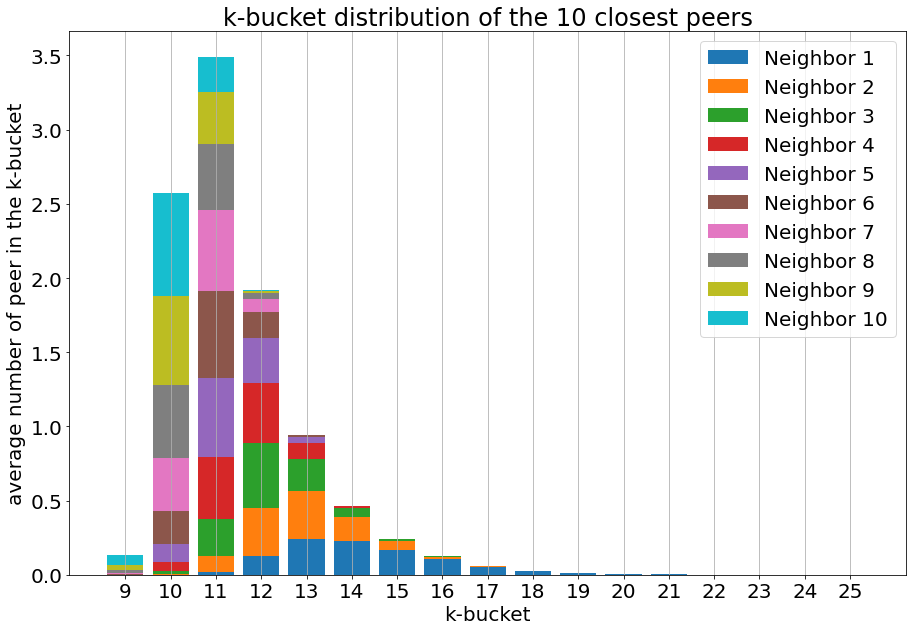 k-bucket distribution of the 10 closest peers
average number of peer in the k-bucket
3.5
3.0
2.5
2.0
1.5
1.0
0.5
0.0
Neighbor 1
Neighbor 2
Neighbor 3
Neighbor 4
Neighbor 5
Neighbor 6
Neighbor 7
Neighbor 8
Neighbor 9
Neighbor 10
9 10 11 12 13 14 15 16 17 18 19 20 21 22 23 24 25
k-bucket